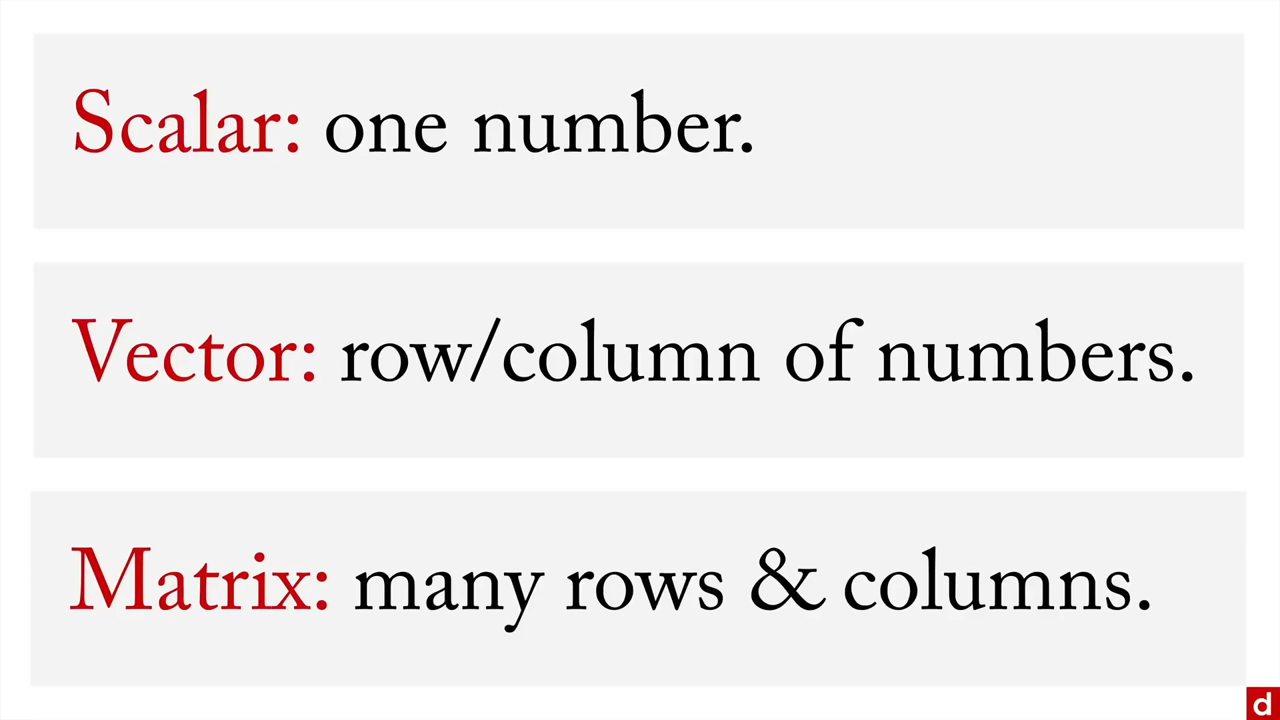 Scalar: one number.
Vector: row/column of numbers.
Matrix: many rows & columns.
d